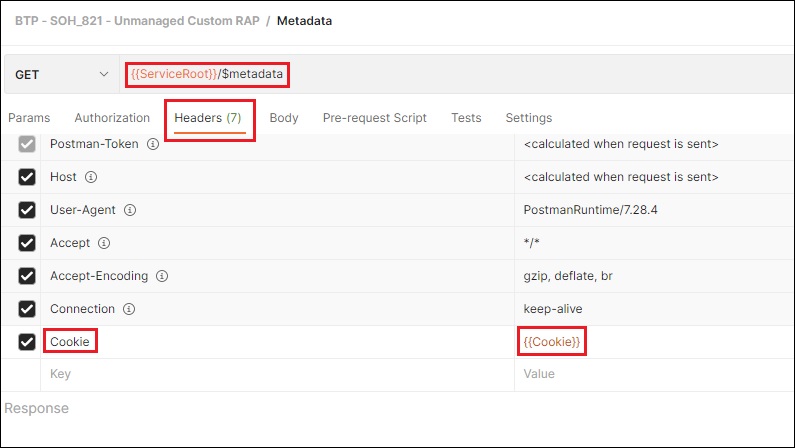 BTP - SOH_821 - Unmanaged Custom RAP / Metadata
GET {{ServiceRoot}}/$metadata
Params Authorization Headers (7) Body Pre-request Script Tests Settings
Postman-Token <calculated when request is sent>
Host <calculated when request is sent>
User-Agent PostmanRuntime/7.28.4
Accept */*
Accept-Encoding gzip, deflate, br
Connection keep-alive
Cookie {{Cookie}}
Key Value
Response